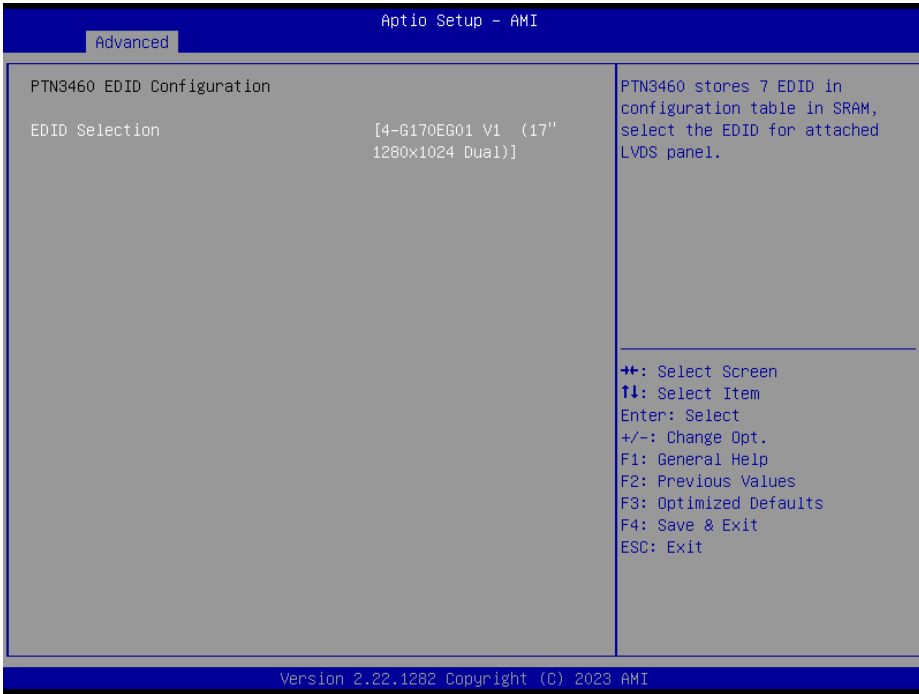 Aptio Setup - AMI
Advanced
PTN3460 EDID Configuration
EDID Selection [4-G170EG01 V1 (17"
1280x1024 Dual)]
PTN3460 stores 7 EDID in
configuration table in SRAM,
select the EDID for attached
LVDS panel.
→←: Select Screen
↑↓: Select Item
Enter: Select
+/-: Change Opt.
F1: General Help
F2: Previous Values
F3: Optimized Defaults
F4: Save & Exit
ESC: Exit
Version 2.22.1282 Copyright (C) 2023 AMI